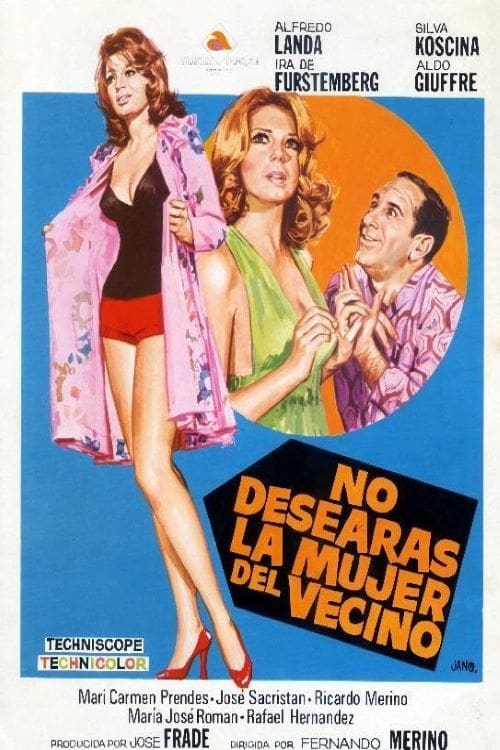 ALFREDO
LANDA
IRA DE
FURSTEMBERG
SILVA
KOSCINA
ALDO
GIUFFRE
NO
DESEARAS
LA MUJER
DEL VECINO
JANO.
TECHNISCOPE
TECHNICOLOR
Mari Carmen Prendes · José Sacristan · Ricardo Merino
María José Roman · Rafael Hernandez
PRODUCIDA POR JOSE FRADE DIRIGIDA POR FERNANDO MERINO